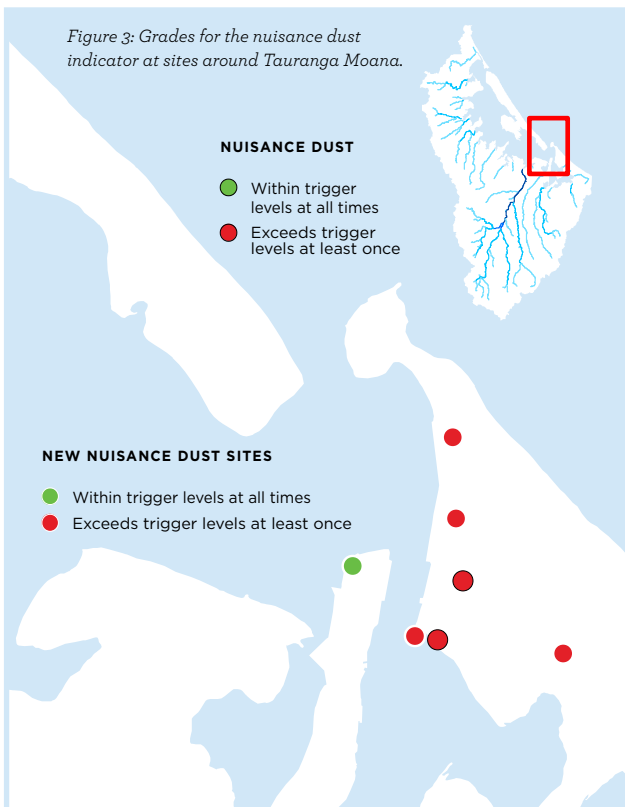 Figure 3: Grades for the nuisance dust
indicator at sites around Tauranga Moana.
NUISANCE DUST
Within trigger
levels at all times
Exceeds trigger
levels at least once
NEW NUISANCE DUST SITES
Within trigger levels at all times
Exceeds trigger levels at least once